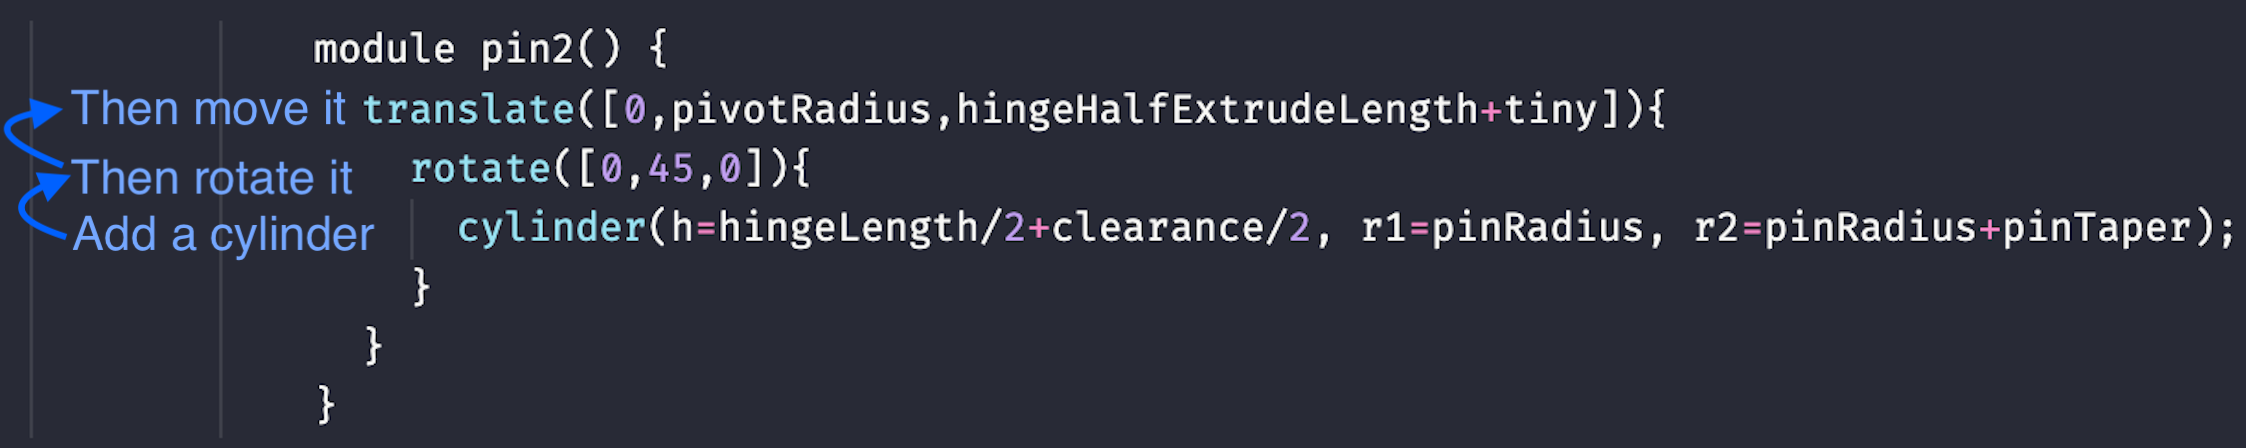 module pin2() {
Then move it translate([0,pivotRadius,hingeHalfExtrudeLength+tiny]){
Then rotate it rotate([0,45,0]){
Add a cylinder cylinder(h=hingeLength/2+clearance/2, r1=pinRadius, r2=pinRadius+pinTaper);
}
}
}